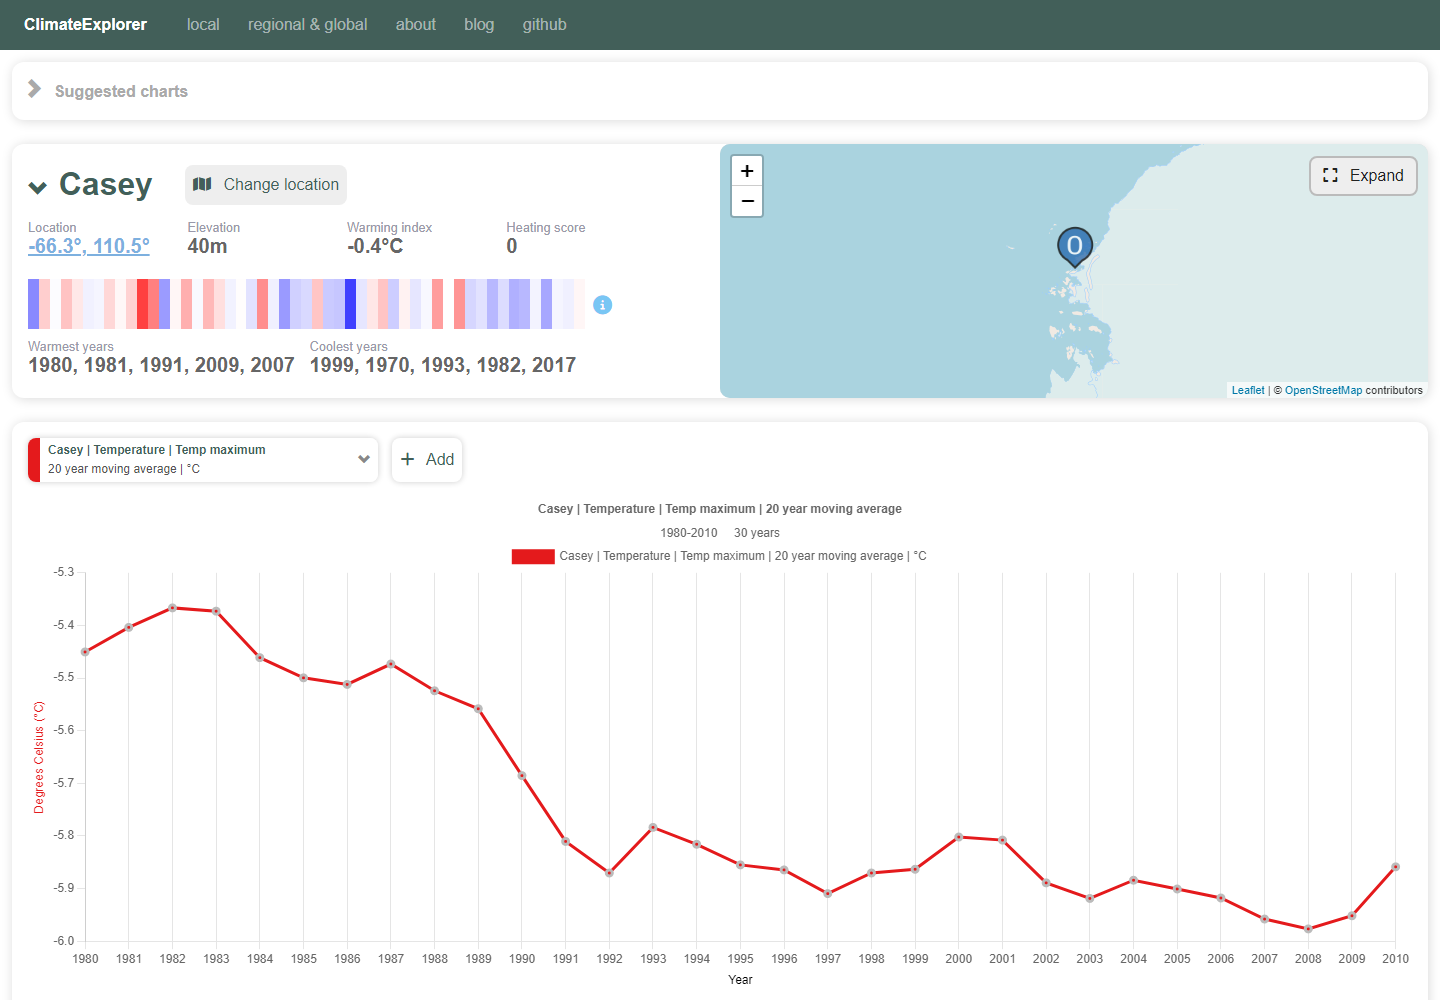 ClimateExplorer local regional & global about blog github
Suggested charts
Casey
Change location
Location Elevation Warming index Heating score
-66.3°, 110.5° 40m -0.4°C 0
Warmest years Coolest years
1980, 1981, 1991, 2009, 2007 1999, 1970, 1993, 1982, 2017
+
−
0
Expand
Leaflet | © OpenStreetMap contributors
Casey | Temperature | Temp maximum
20 year moving average | °C
+ Add
Casey | Temperature | Temp maximum | 20 year moving average
1980-2010 30 years
Casey | Temperature | Temp maximum | 20 year moving average | °C
Degrees Celsius (°C)
-5.3
-5.4
-5.5
-5.6
-5.7
-5.8
-5.9
-6.0
1980 1981 1982 1983 1984 1985 1986 1987 1988 1989 1990 1991 1992 1993 1994 1995 1996 1997 1998 1999 2000 2001 2002 2003 2004 2005 2006 2007 2008 2009 2010
Year